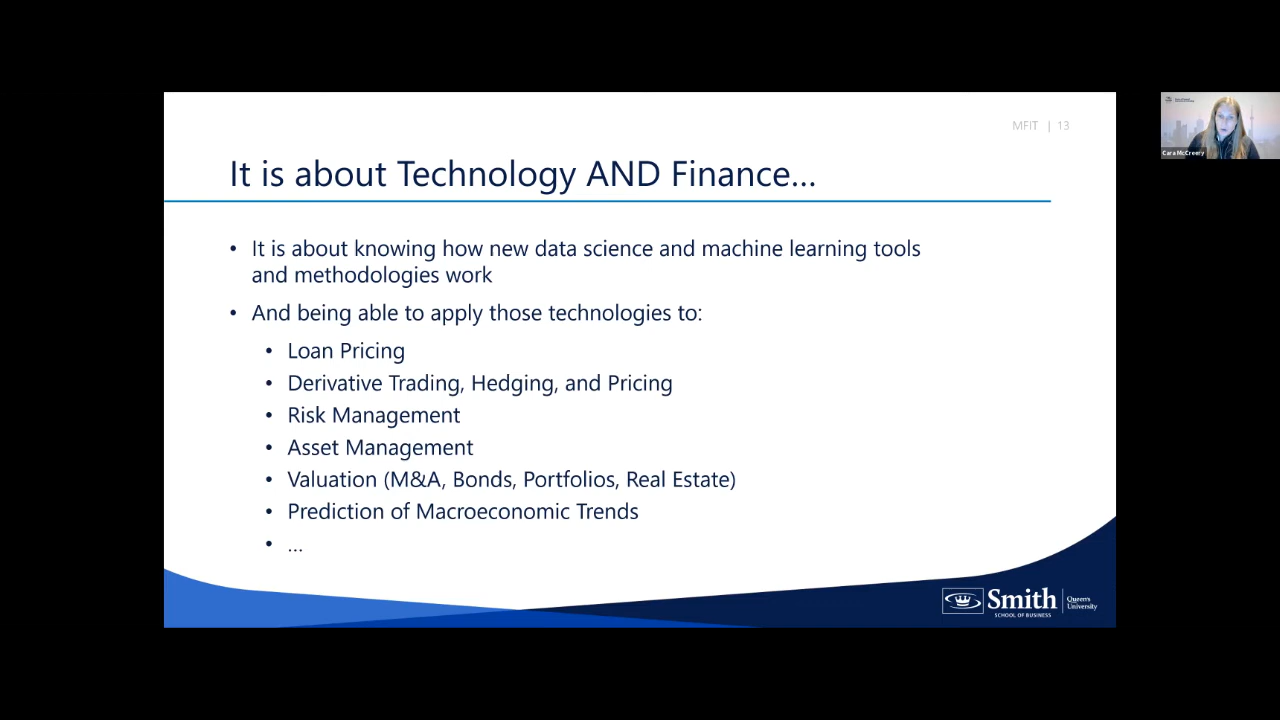 MFIT | 13
It is about Technology AND Finance...
• It is about knowing how new data science and machine learning tools
and methodologies work
• And being able to apply those technologies to:
• Loan Pricing
• Derivative Trading, Hedging, and Pricing
• Risk Management
• Asset Management
• Valuation (M&A, Bonds, Portfolios, Real Estate)
• Prediction of Macroeconomic Trends
• ...
Smith
SCHOOL OF BUSINESS
Queen's
University
Cara McCreery